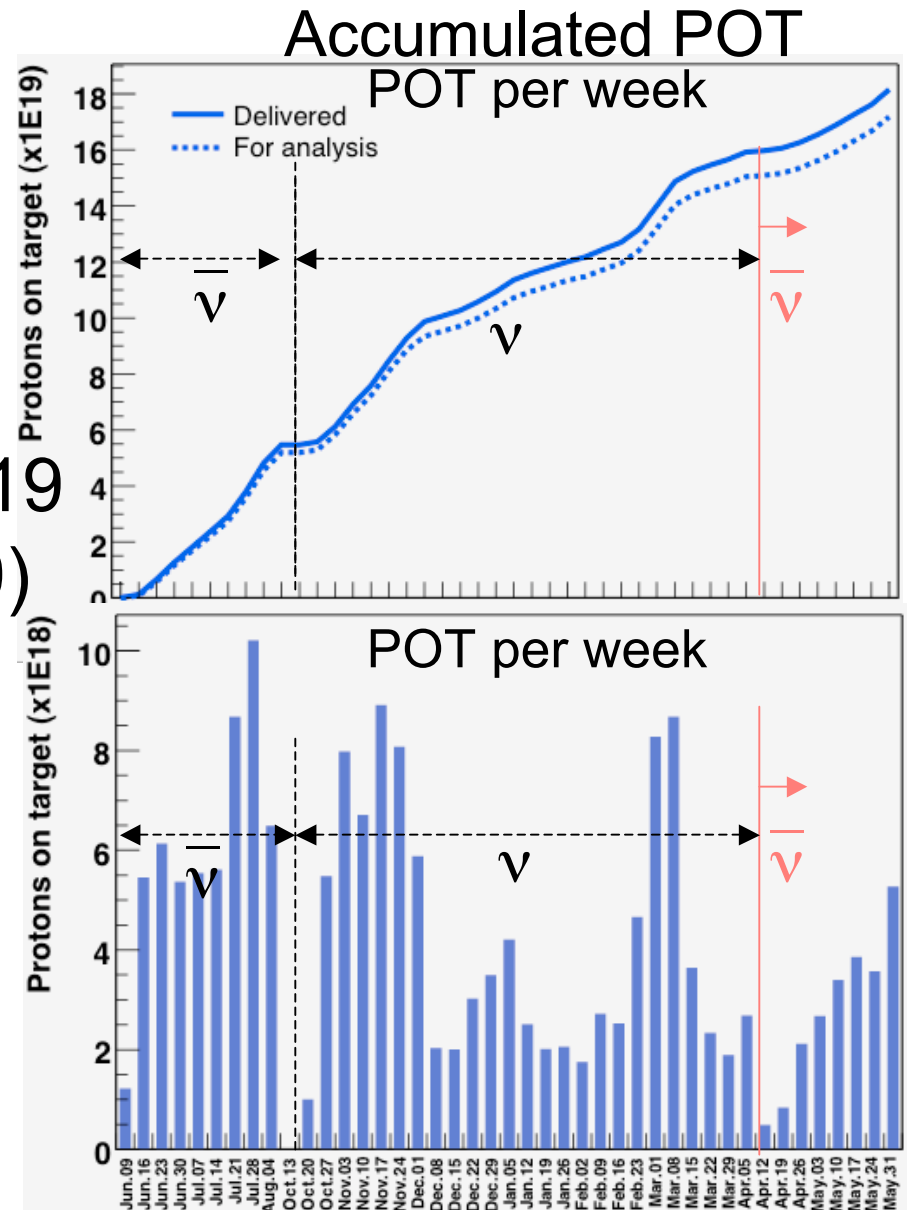 Accumulated POT
POT per week
Protons on target (x1E19)
18
16
14
12
10
8
6
4
2
0
Delivered
For analysis
ν̅
ν
ν̅
19
)
POT per week
Protons on target (x1E18)
10
8
6
4
2
0
ν̅
ν
ν̅
Jun.09
Jun.16
Jun.23
Jun.30
Jul.07
Jul.14
Jul.21
Jul.28
Aug.04
Oct.13
Oct.20
Oct.27
Nov.03
Nov.10
Nov.17
Nov.24
Dec.01
Dec.08
Dec.15
Dec.22
Dec.29
Jan.05
Jan.12
Jan.19
Jan.26
Feb.02
Feb.09
Feb.16
Feb.23
Mar.01
Mar.08
Mar.15
Mar.22
Mar.29
Apr.05
Apr.12
Apr.19
Apr.26
May.03
May.10
May.17
May.24
May.31